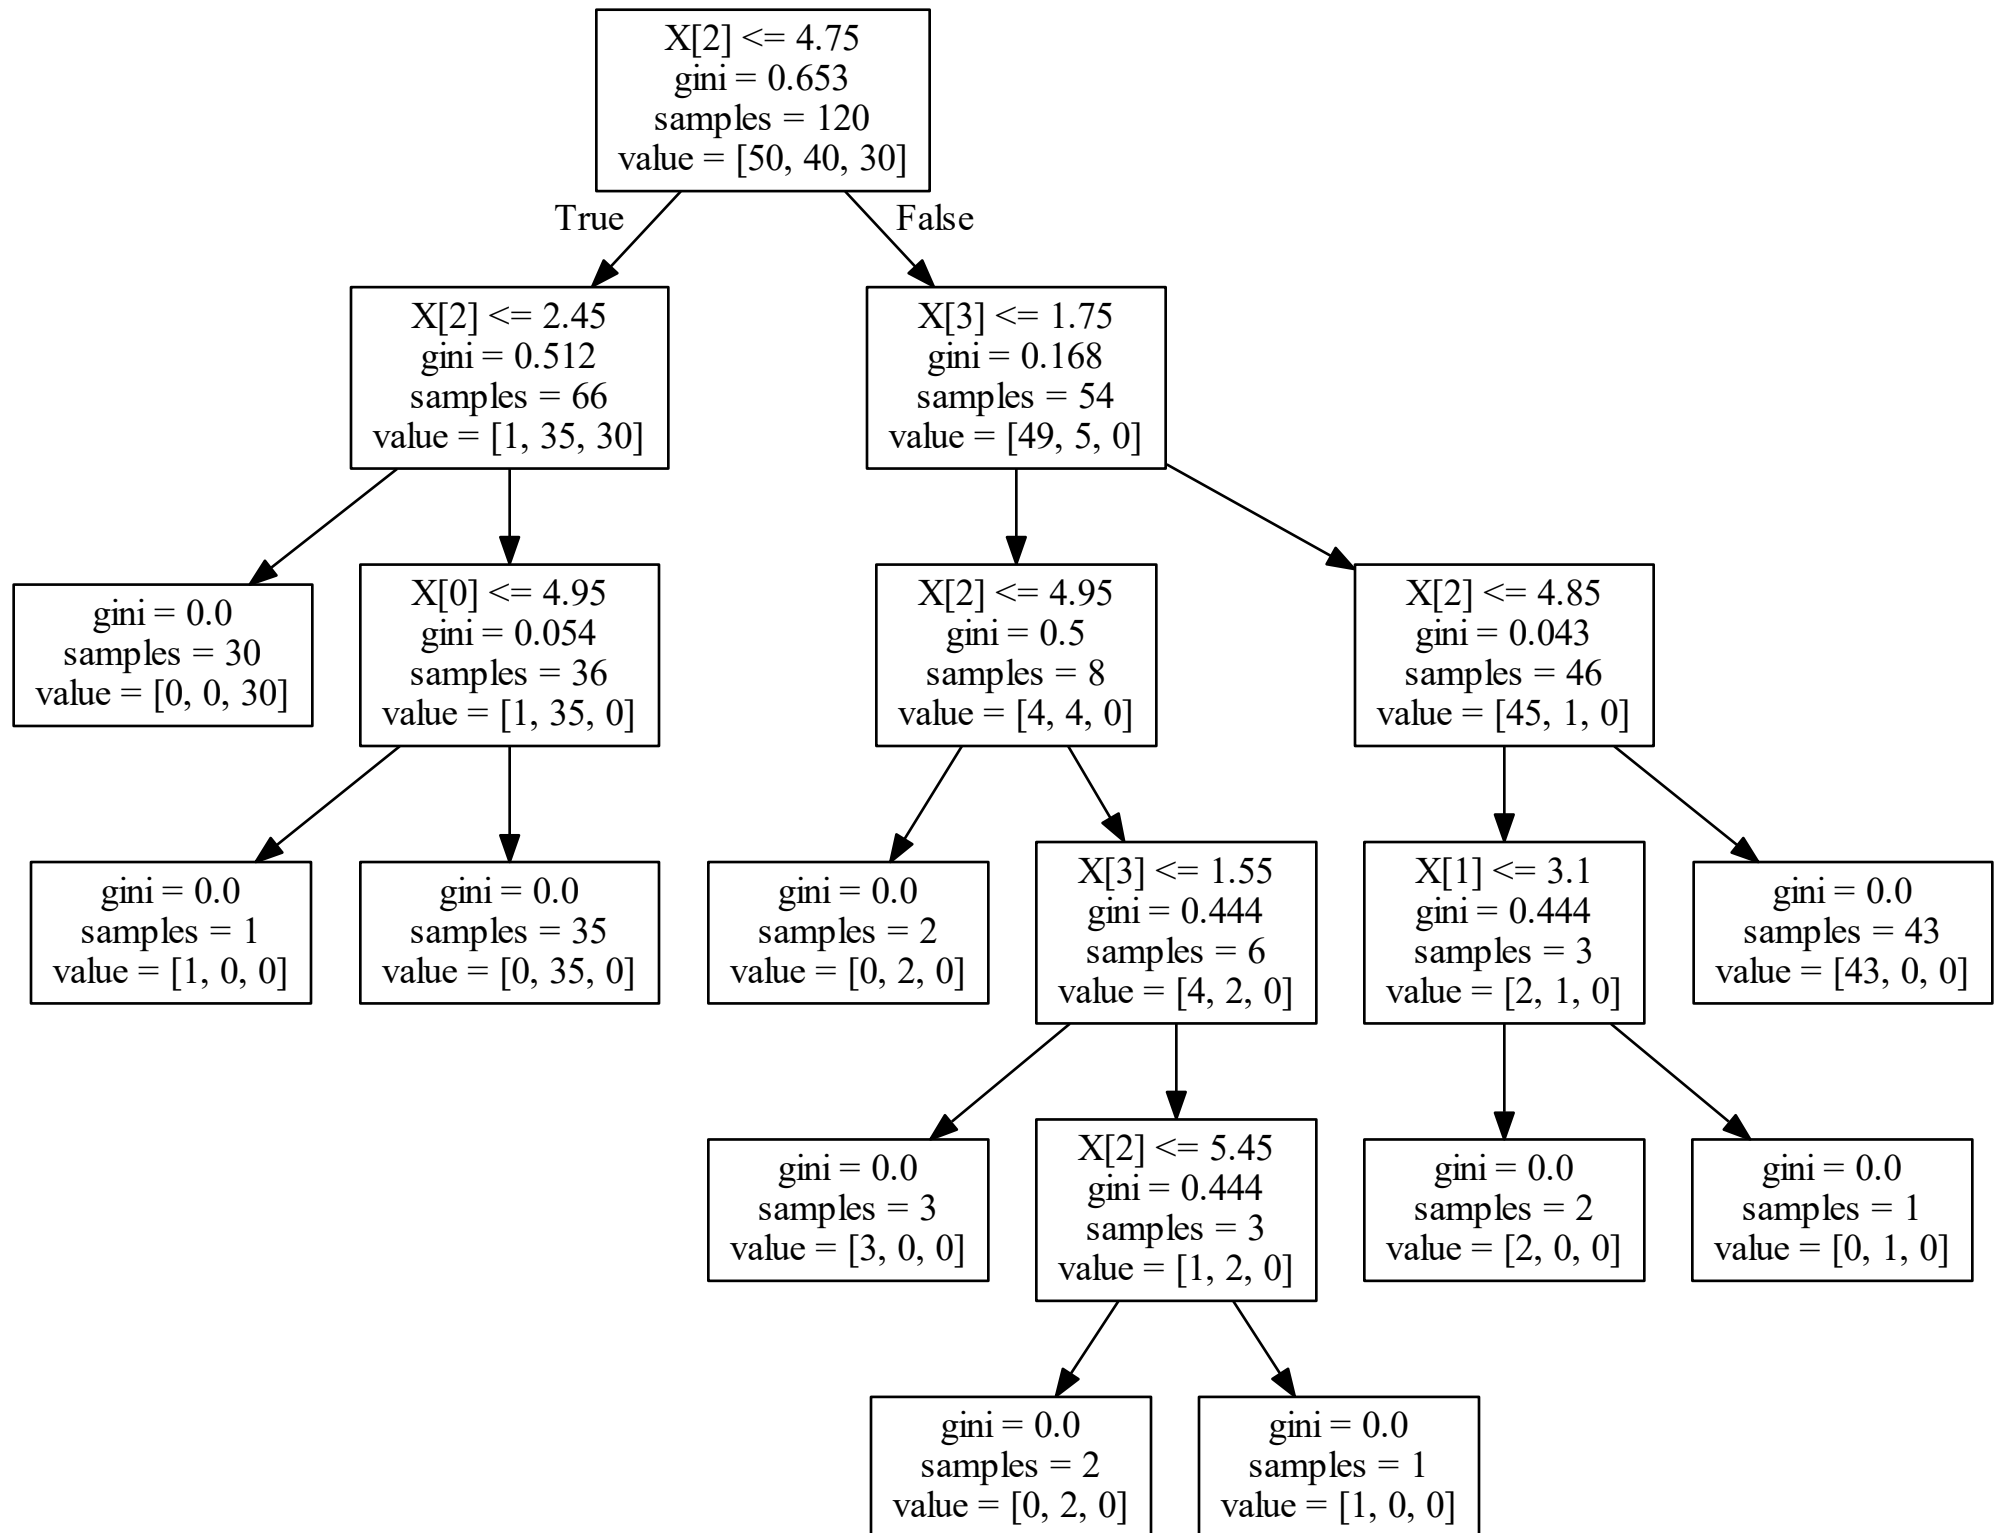 X[2] <= 4.75
gini = 0.653
samples = 120
value = [50, 40, 30]
True
False
X[2] <= 2.45
gini = 0.512
samples = 66
value = [1, 35, 30]
X[3] <= 1.75
gini = 0.168
samples = 54
value = [49, 5, 0]
gini = 0.0
samples = 30
value = [0, 0, 30]
X[0] <= 4.95
gini = 0.054
samples = 36
value = [1, 35, 0]
X[2] <= 4.95
gini = 0.5
samples = 8
value = [4, 4, 0]
X[2] <= 4.85
gini = 0.043
samples = 46
value = [45, 1, 0]
gini = 0.0
samples = 1
value = [1, 0, 0]
gini = 0.0
samples = 35
value = [0, 35, 0]
gini = 0.0
samples = 2
value = [0, 2, 0]
X[3] <= 1.55
gini = 0.444
samples = 6
value = [4, 2, 0]
X[1] <= 3.1
gini = 0.444
samples = 3
value = [2, 1, 0]
gini = 0.0
samples = 43
value = [43, 0, 0]
gini = 0.0
samples = 3
value = [3, 0, 0]
X[2] <= 5.45
gini = 0.444
samples = 3
value = [1, 2, 0]
gini = 0.0
samples = 2
value = [2, 0, 0]
gini = 0.0
samples = 1
value = [0, 1, 0]
gini = 0.0
samples = 2
value = [0, 2, 0]
gini = 0.0
samples = 1
value = [1, 0, 0]